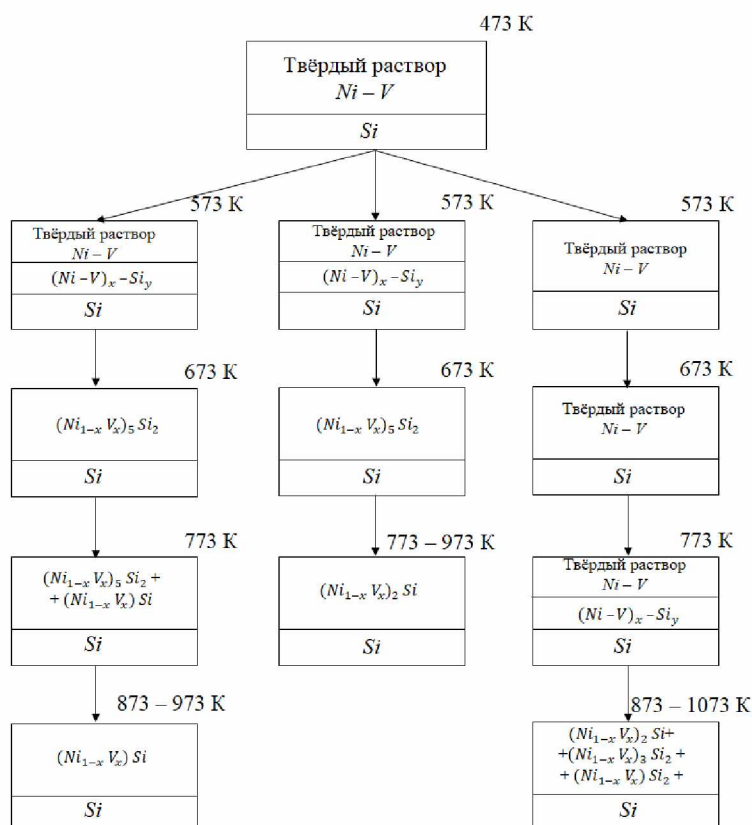 473 К
Твёрдый раствор
Ni – V
Si
573 К
573 К
573 К
Твёрдый раствор
Ni – V
(Ni – V)ₓ – Siᵧ
Si
Твёрдый раствор
Ni – V
(Ni – V)ₓ – Siᵧ
Si
Твёрдый раствор
Ni – V
Si
673 К
673 К
673 К
(Ni₁₋ₓ Vₓ)₅ Si₂
Si
(Ni₁₋ₓ Vₓ)₅ Si₂
Si
Твёрдый раствор
Ni – V
Si
773 К
773 – 973 К
773 К
(Ni₁₋ₓ Vₓ)₅ Si₂ +
+ (Ni₁₋ₓ Vₓ) Si
Si
(Ni₁₋ₓ Vₓ)₂ Si
Si
Твёрдый раствор
Ni – V
(Ni – V)ₓ – Siᵧ
Si
873 – 973 К
873 – 1073 К
(Ni₁₋ₓ Vₓ) Si
Si
(Ni₁₋ₓ Vₓ)₂ Si+
+(Ni₁₋ₓ Vₓ)₃ Si₂ +
+ (Ni₁₋ₓ Vₓ) Si₂ +
Si